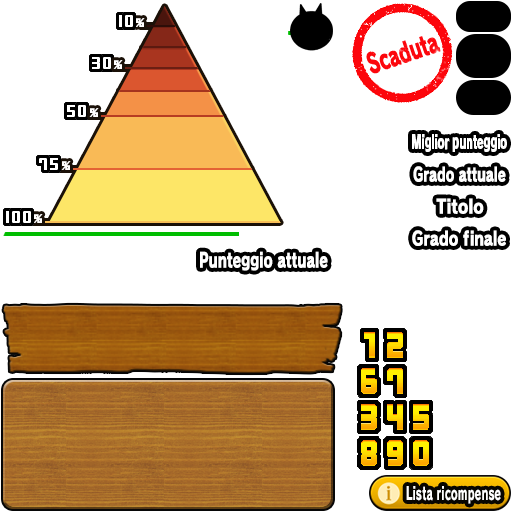 10%
30%
50%
75%
100%
Scaduta
Miglior punteggio
Grado attuale
Titolo
Grado finale
Punteggio attuale
12
67
345
890
i Lista ricompense